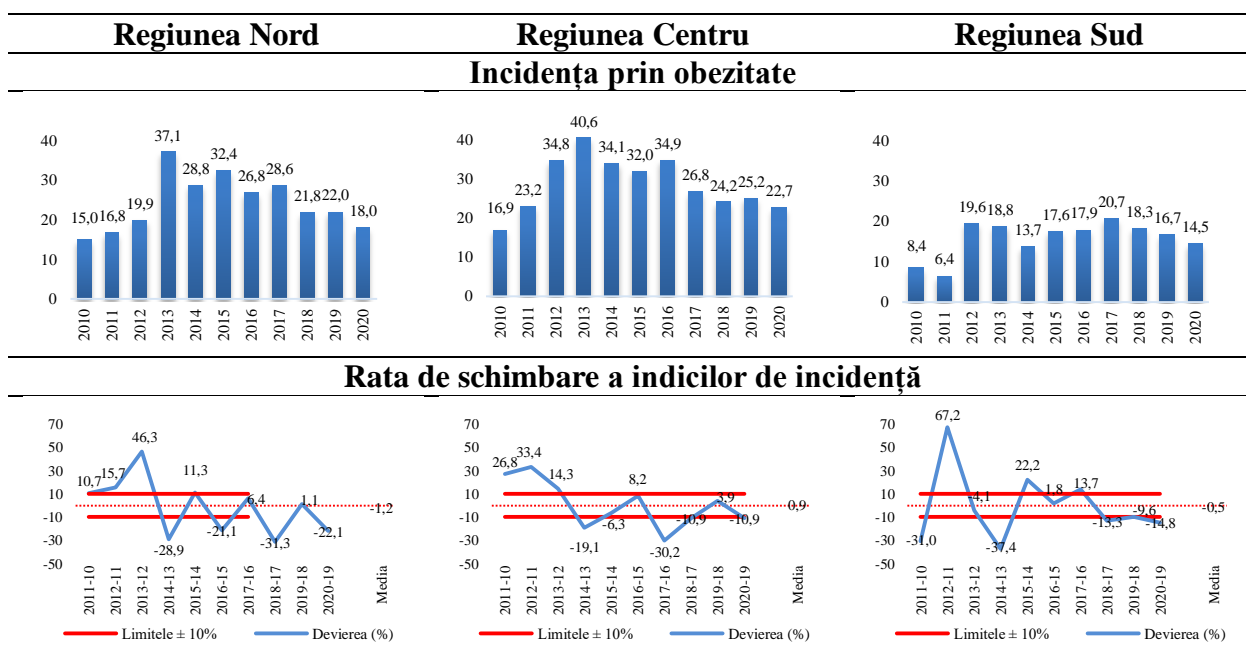 Regiunea Nord Regiunea Centru Regiunea Sud
Incidența prin obezitate
40
30
20
10
0
15,0 16,8 19,9 37,1 28,8 32,4 26,8 28,6 21,8 22,0 18,0
2010 2011 2012 2013 2014 2015 2016 2017 2018 2019 2020
40
30
20
10
0
16,9 23,2 34,8 40,6 34,1 32,0 34,9 26,8 24,2 25,2 22,7
2010 2011 2012 2013 2014 2015 2016 2017 2018 2019 2020
40
30
20
10
0
8,4 6,4 19,6 18,8 13,7 17,6 17,9 20,7 18,3 16,7 14,5
2010 2011 2012 2013 2014 2015 2016 2017 2018 2019 2020
Rata de schimbare a indicilor de incidență
70
50
30
10
-10
-30
-50
10,7 15,7 46,3 -28,9 11,3 -21,1 6,4 -31,3 1,1 -22,1 -1,2
2011-10 2012-11 2013-12 2014-13 2015-14 2016-15 2017-16 2018-17 2019-18 2020-19 Media
Limitele ± 10% Devierea (%)
70
50
30
10
-10
-30
-50
26,8 33,4 14,3 -19,1 -6,3 8,2 -30,2 -10,9 3,9 -10,9 0,9
2011-10 2012-11 2013-12 2014-13 2015-14 2016-15 2017-16 2018-17 2019-18 2020-19 Media
Limitele ± 10% Devierea (%)
70
50
30
10
-10
-30
-50
-31,0 67,2 -4,1 -37,4 22,2 1,8 13,7 -13,3 -9,6 -14,8 -0,5
2011-10 2012-11 2013-12 2014-13 2015-14 2016-15 2017-16 2018-17 2019-18 2020-19 Media
Limitele ± 10% Devierea (%)